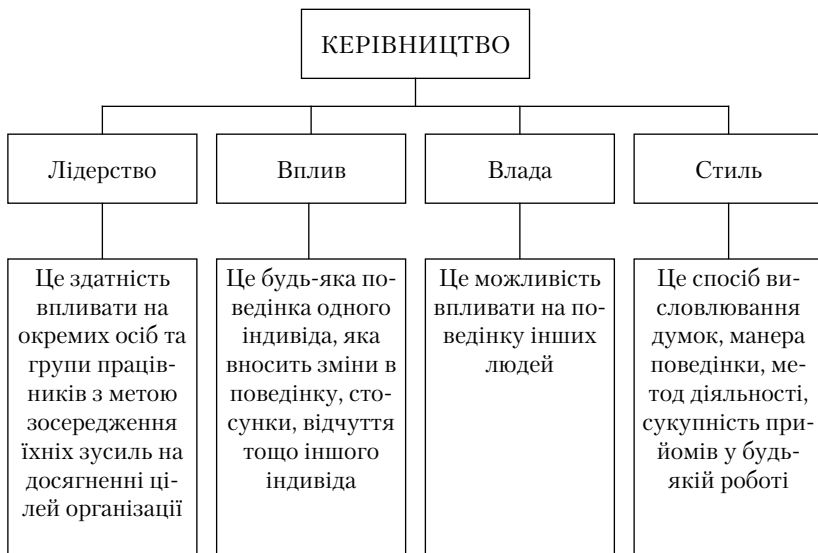 КЕРІВНИЦТВО
Лідерство
Вплив
Влада
Стиль
Це здатність
впливати на
окремих осіб та
групи праців-
ників з метою
зосередження
їхніх зусиль на
досягненні ці-
лей організації
Це будь-яка по-
ведінка одного
індивіда, яка
вносить зміни в
поведінку, сто-
сунки, відчуття
тощо іншого
індивіда
Це можливість
впливати на по-
ведінку інших
людей
Це спосіб ви-
словлювання
думок, манера
поведінки, ме-
тод діяльності,
сукупність при-
йомів у будь-
якій роботі